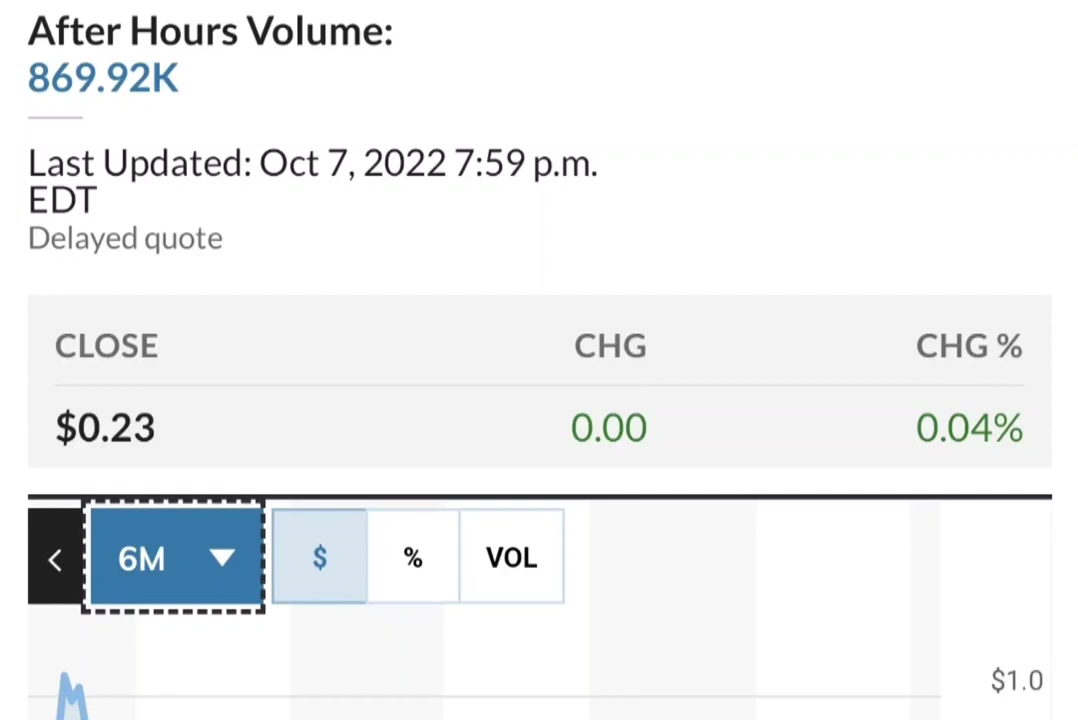 After Hours Volume:
869.92K
Last Updated: Oct 7, 2022 7:59 p.m.
EDT
Delayed quote
CLOSE CHG CHG %
$0.23 0.00 0.04%
6M $ % VOL
$1.0